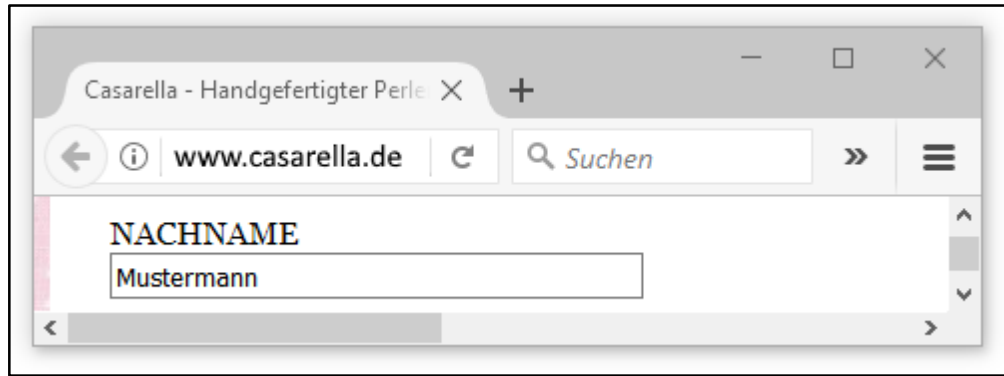 Casarella - Handgefertigter Perle
www.casarella.de
Suchen
NACHNAME
Mustermann